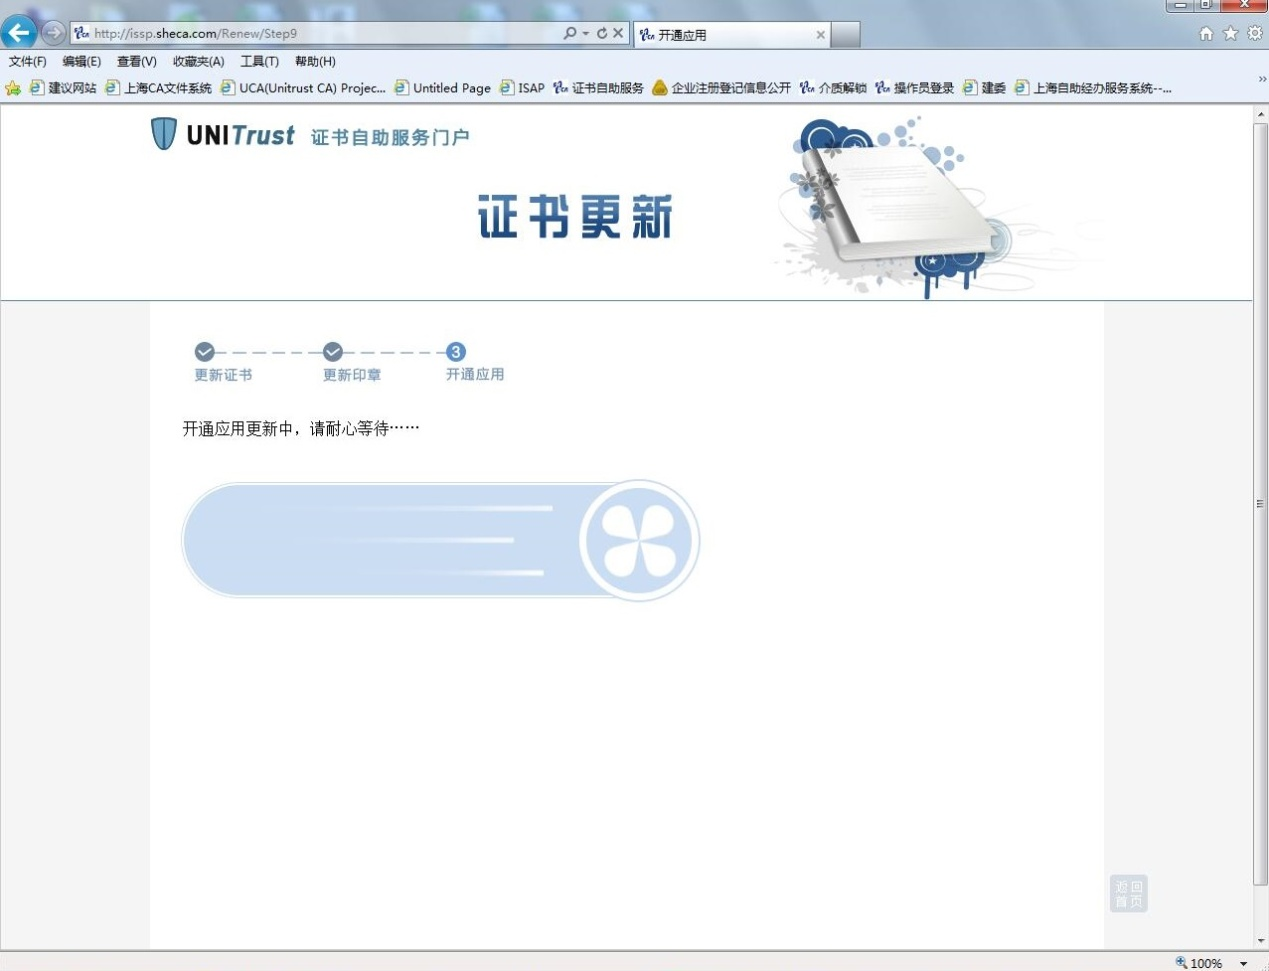 http://issp.sheca.com/Renew/Step9
开通应用
文件(F) 编辑(E) 查看(V) 收藏夹(A) 工具(T) 帮助(H)
建议网站 上海CA文件系统 UCA(Unitrust CA) Projec... Untitled Page ISAP 证书自助服务 企业注册登记信息公开 介质解锁 操作员登录 建委 上海自助经办服务系统--...
UNITrust 证书自助服务门户
证书更新
3
更新证书 更新印章 开通应用
开通应用更新中，请耐心等待……
返回
首页
100%